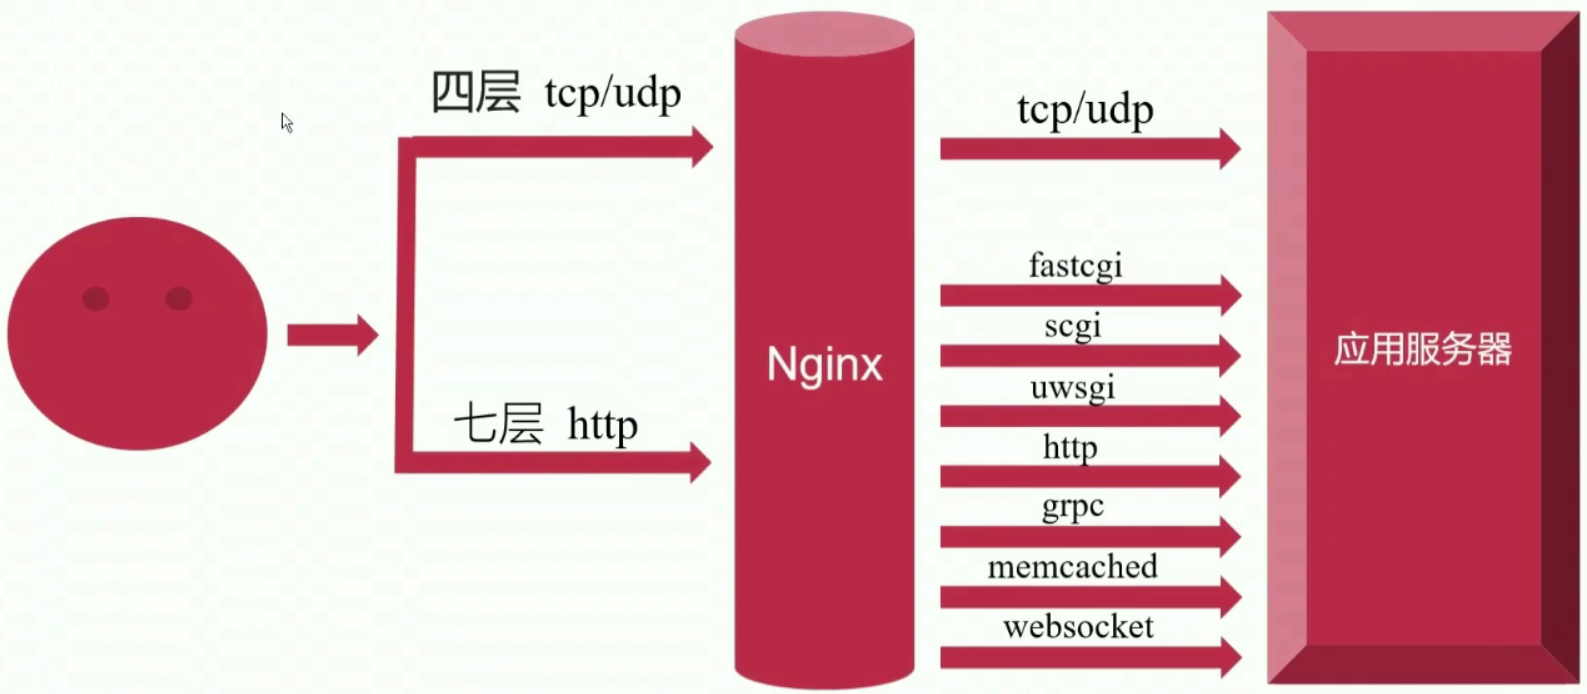 四层 tcp/udp
七层 http
Nginx
tcp/udp
fastcgi
scgi
uwsgi
http
grpc
memcached
websocket
应用服务器